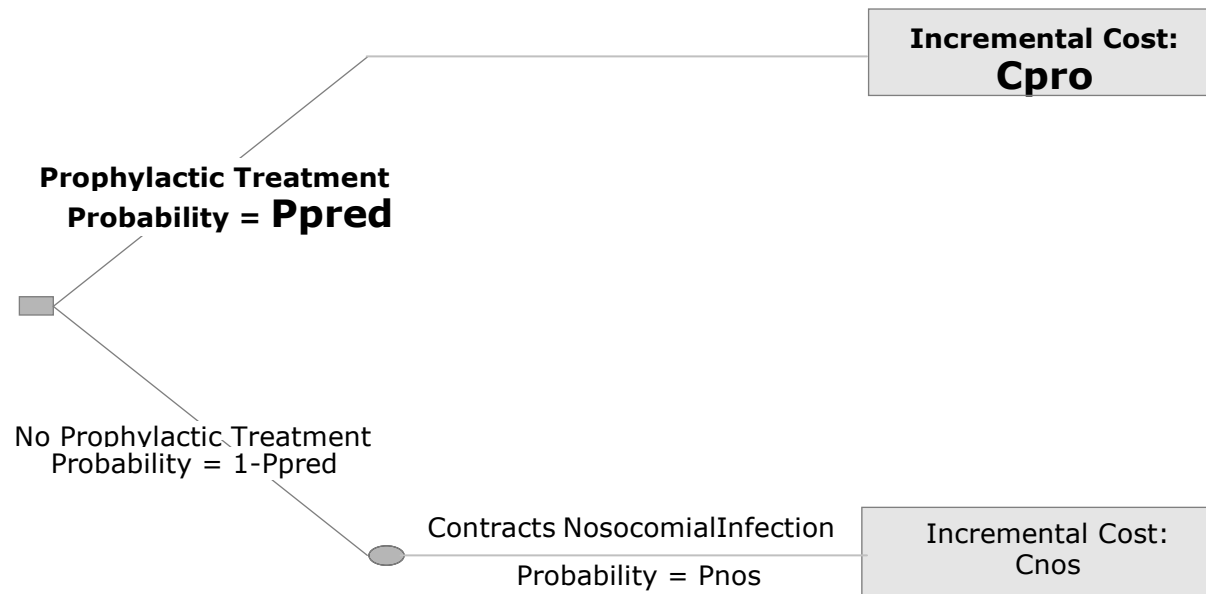 Incremental Cost:
Cpro
Prophylactic Treatment
Probability = Ppred
No Prophylactic Treatment
Probability = 1-Ppred
Contracts NosocomialInfection
Probability = Pnos
Incremental Cost:
Cnos